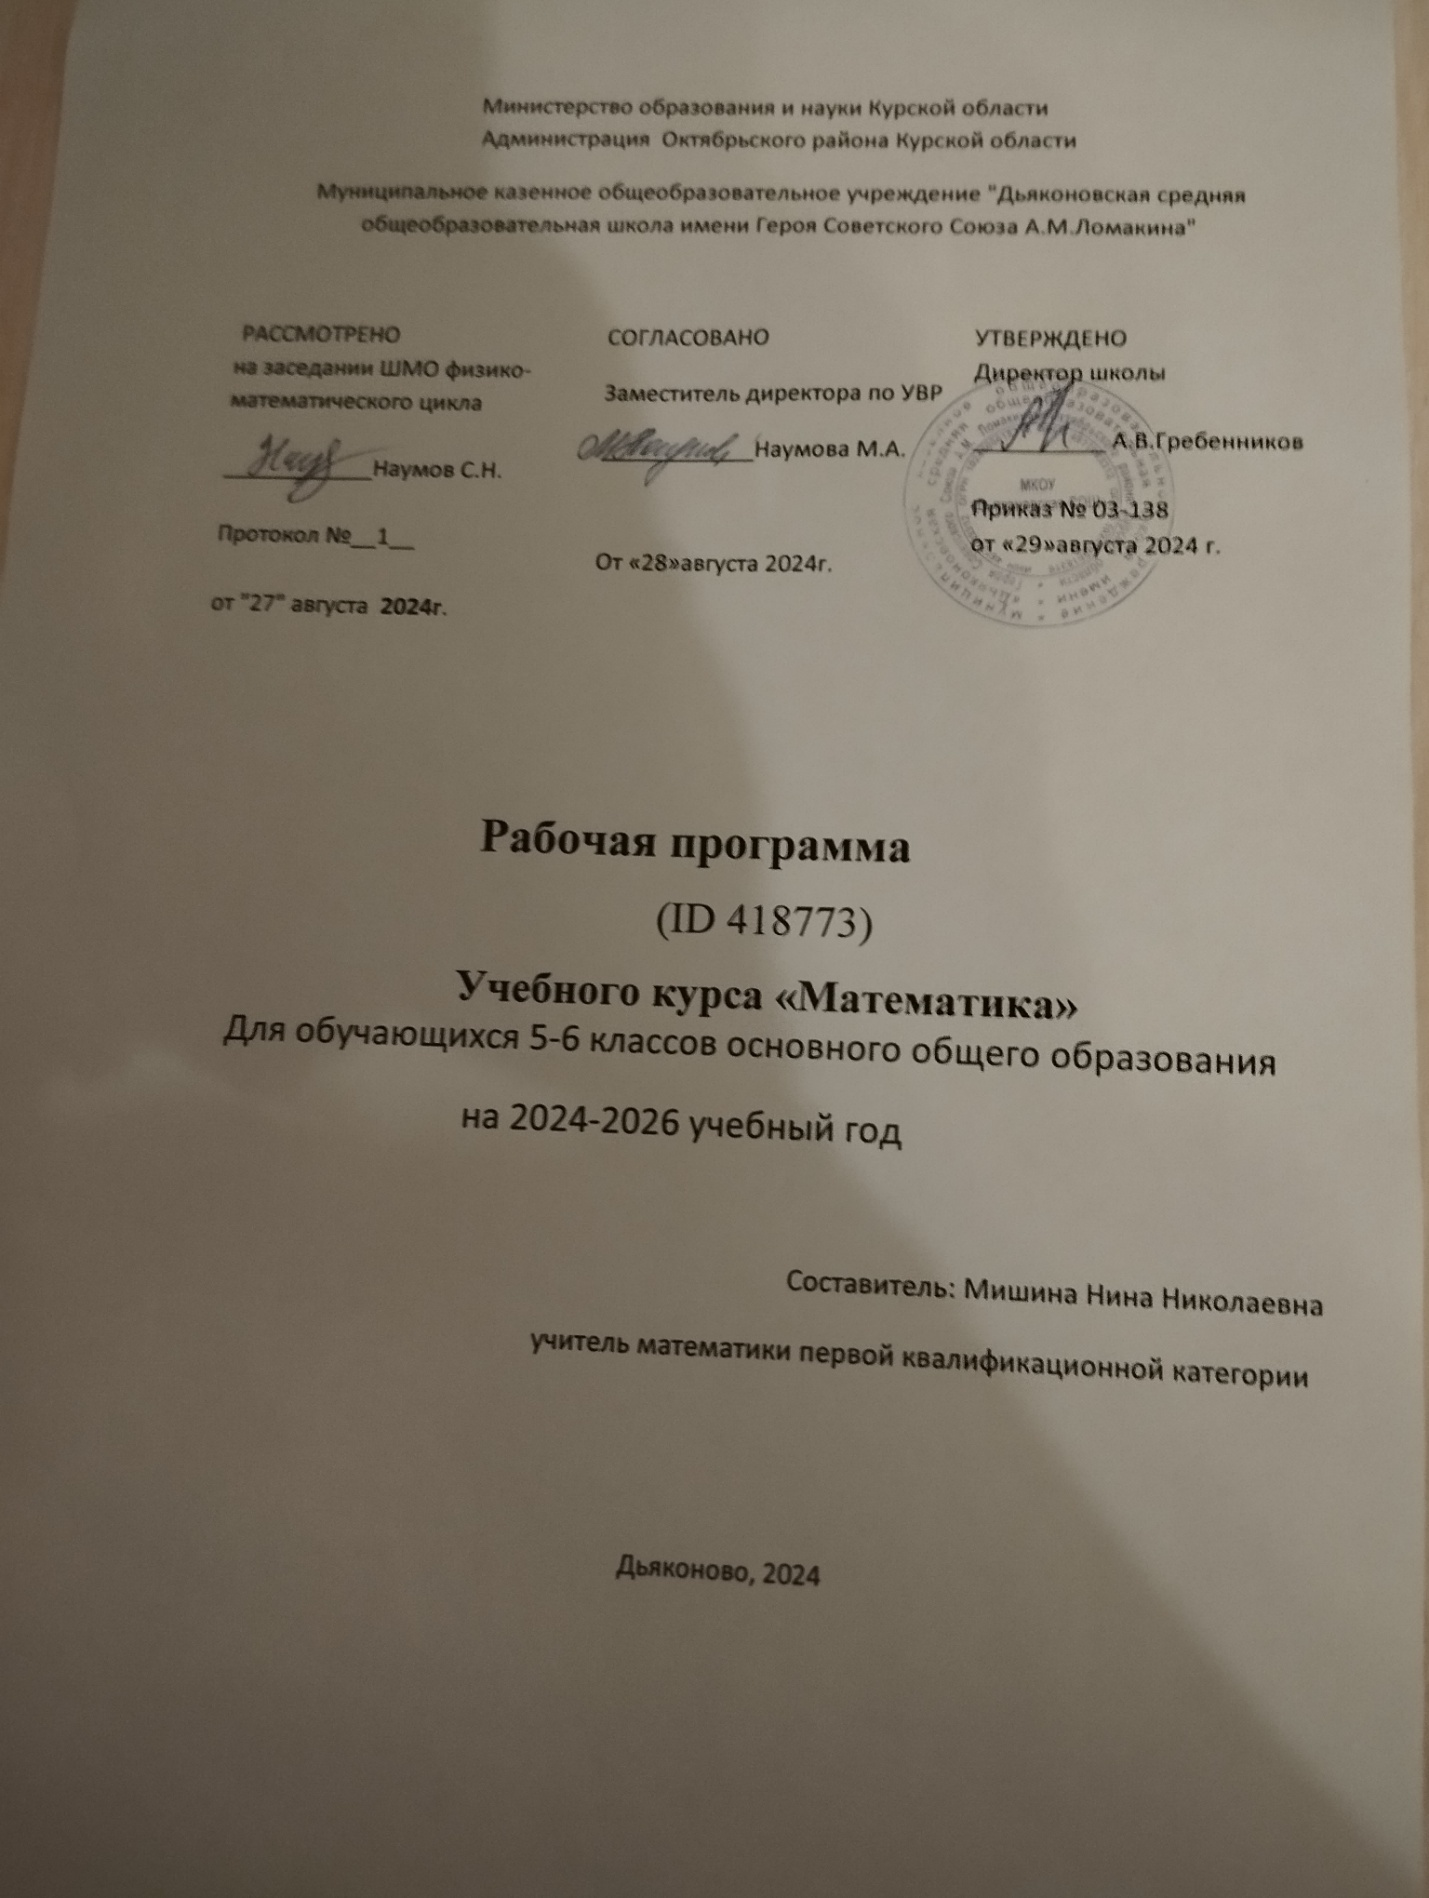 Министерство образования и науки Курской области
Администрация Октябрьского района Курской области
Муниципальное казенное общеобразовательное учреждение "Дьяконовская средняя
общеобразовательная школа имени Героя Советского Союза А.М.Ломакина"
РАССМОТРЕНО
на заседании ШМО физико-
математического цикла
Наумов С.Н.
Протокол №__1__
от "27" августа 2024г.
СОГЛАСОВАНО
Заместитель директора по УВР
Наумова М.А.
От «28»августа 2024г.
УТВЕРЖДЕНО
Директор школы
А.В.Гребенников
МКОУ
Приказ № 03-138
от «29»августа 2024 г.
Рабочая программа
(ID 418773)
Учебного курса «Математика»
Для обучающихся 5-6 классов основного общего образования
на 2024-2026 учебный год
Составитель: Мишина Нина Николаевна
учитель математики первой квалификационной категории
Дьяконово, 2024